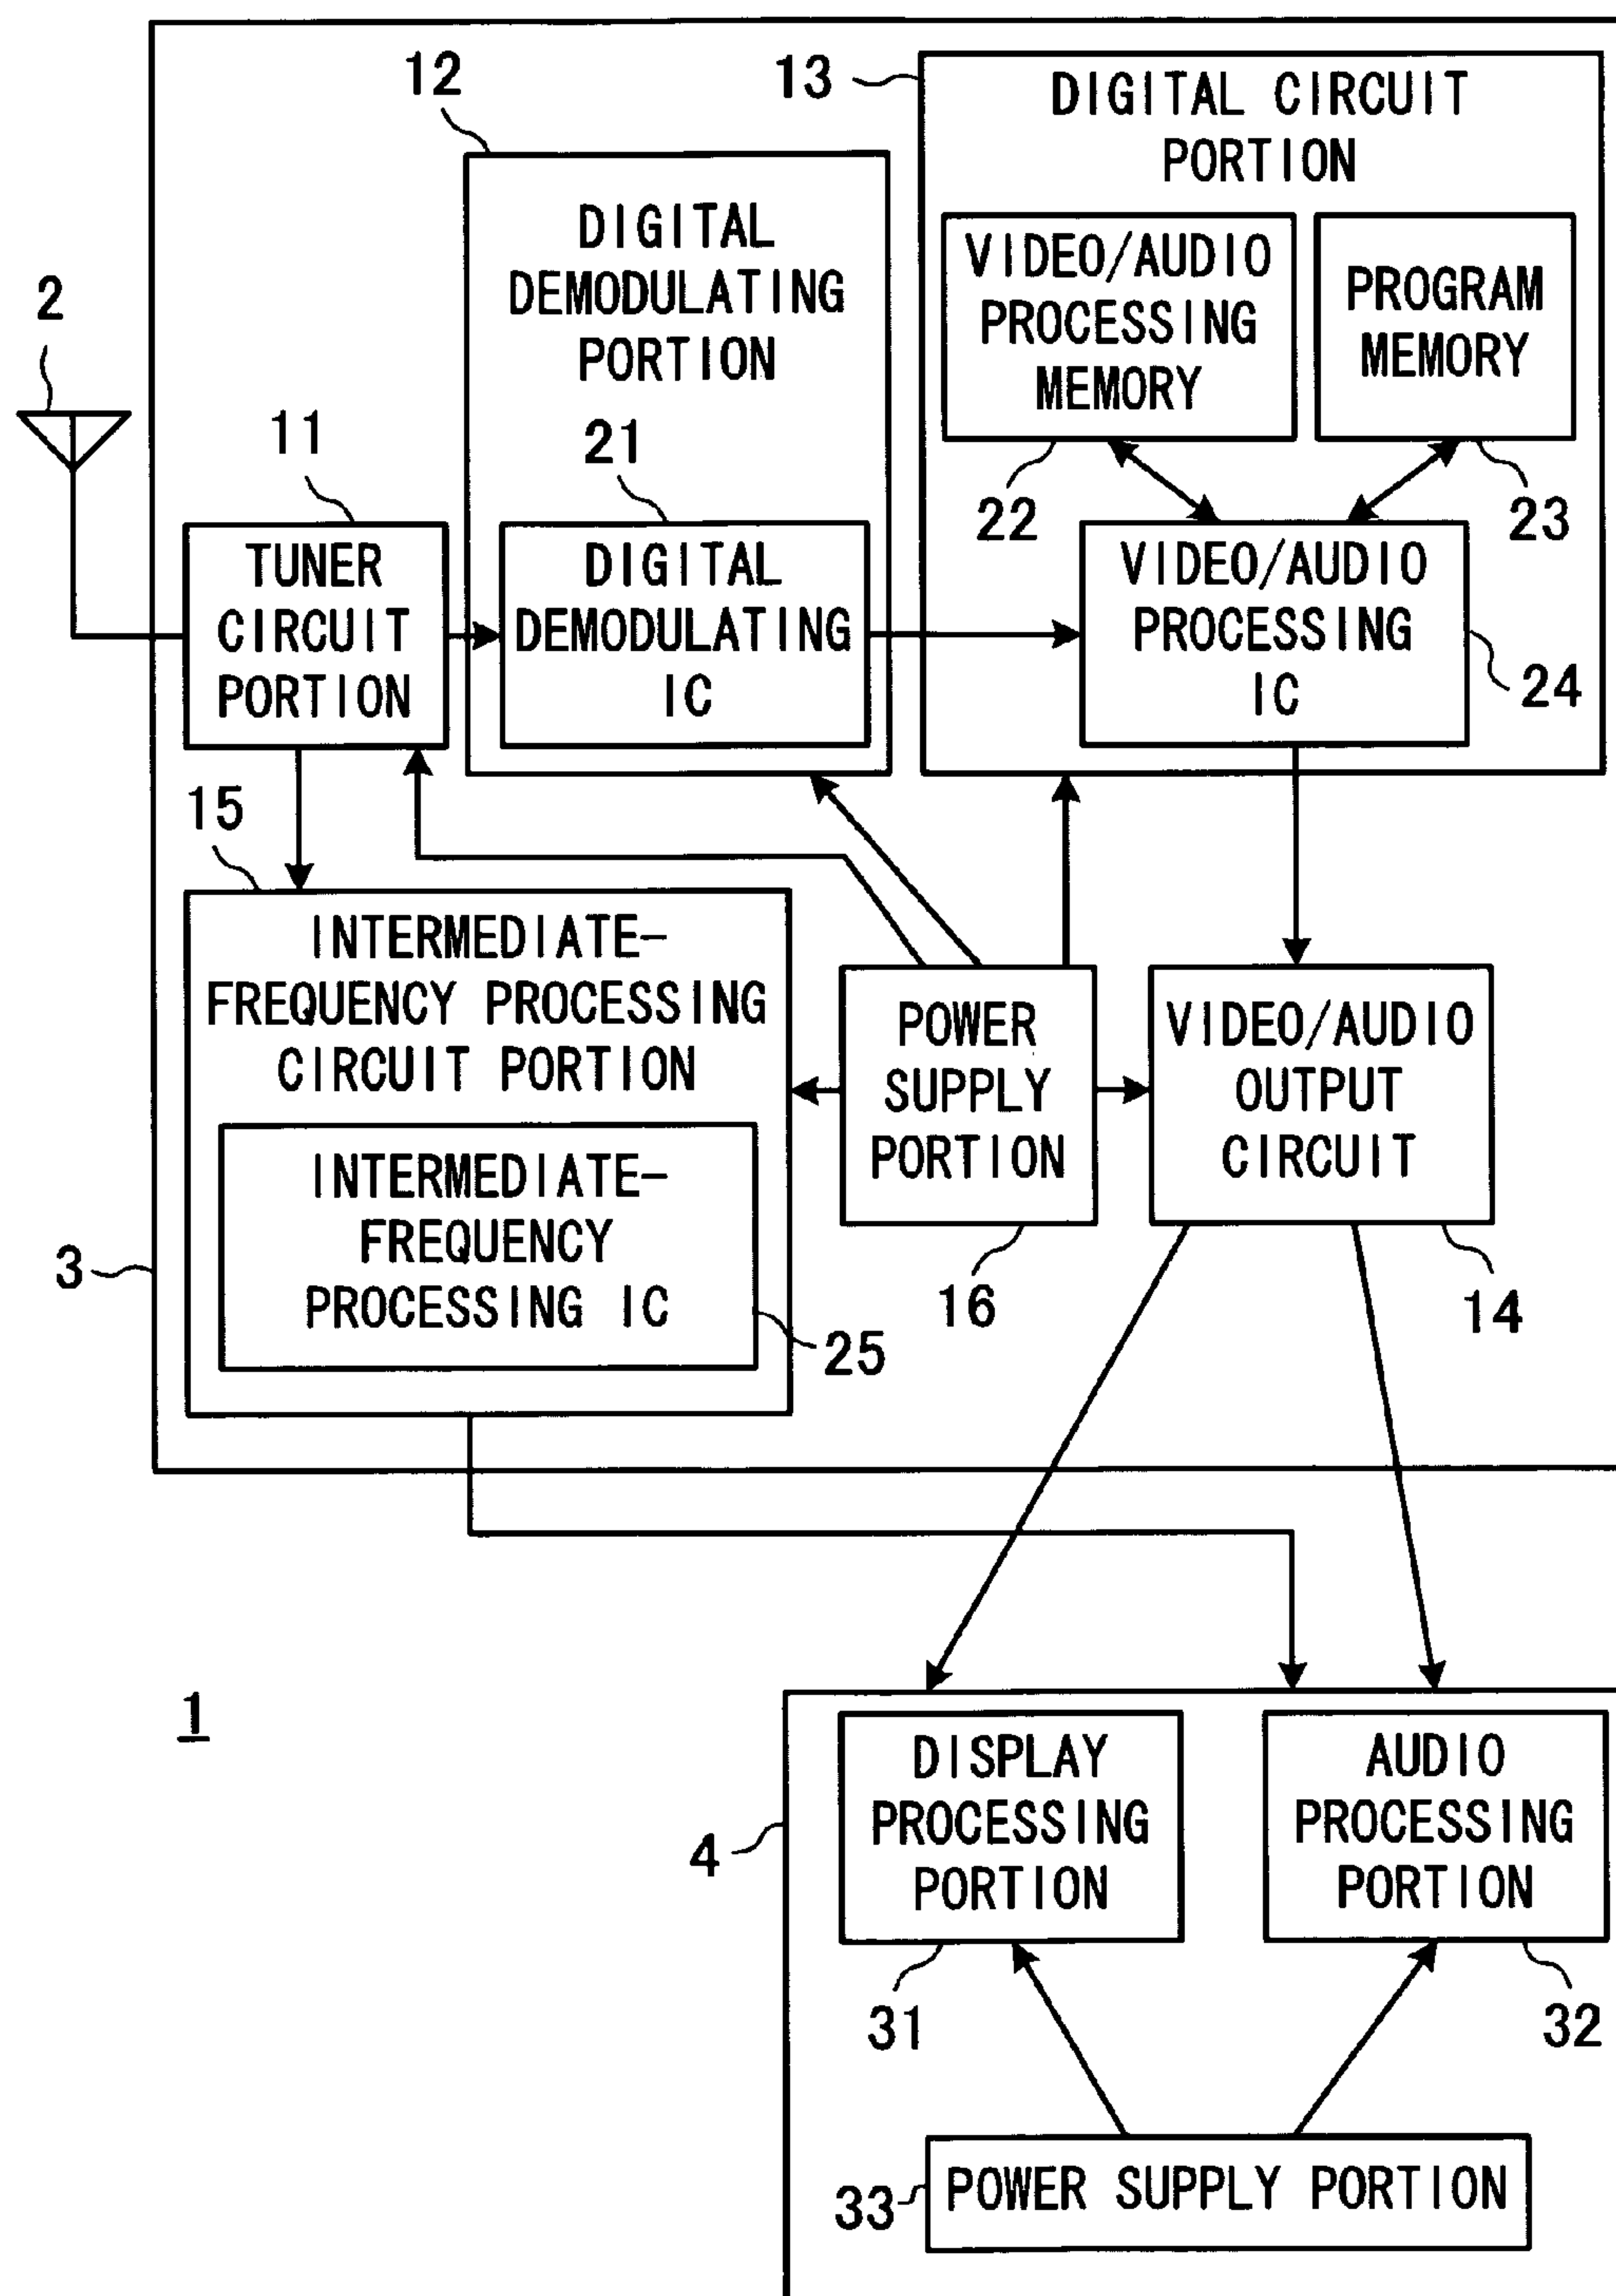 12
13
DIGITAL CIRCUIT
PORTION
DIGITAL
DEMODULATING
PORTION
VIDEO/AUDIO
PROCESSING
MEMORY
PROGRAM
MEMORY
2
11
21
22
23
TUNER
CIRCUIT
PORTION
DIGITAL
DEMODULATING
IC
VIDEO/AUDIO
PROCESSING
IC
24
15
INTERMEDIATE-
FREQUENCY PROCESSING
CIRCUIT PORTION
POWER
SUPPLY
PORTION
VIDEO/AUDIO
OUTPUT
CIRCUIT
INTERMEDIATE-
FREQUENCY
PROCESSING IC
3
16
14
25
1
DISPLAY
PROCESSING
PORTION
AUDIO
PROCESSING
PORTION
4
31
32
33
POWER SUPPLY PORTION